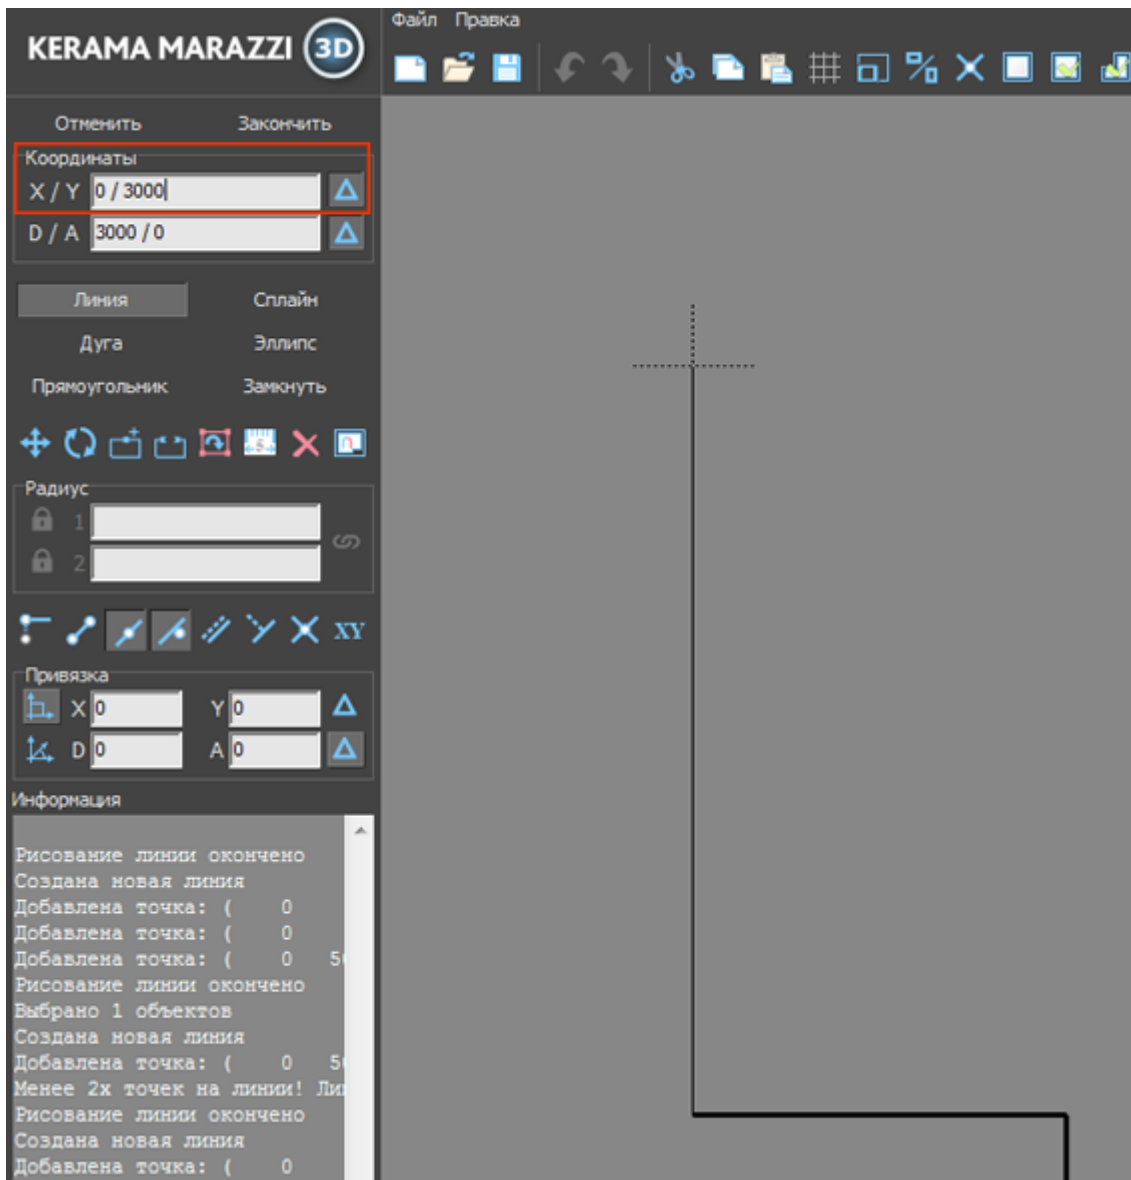 KERAMA MARAZZI 3D
Файл Правка
Отменить Закончить
Координаты
X / Y 0 / 3000
D / A 3000 / 0
Линия Сплайн
Дуга Эллипс
Прямоугольник Замкнуть
5
Радиус
1
2
XY
Привязка
X 0 Y 0
D 0 A 0
Информация
Рисование линии окончено
Создана новая линия
Добавлена точка: ( 0
Добавлена точка: ( 0
Добавлена точка: ( 0 5
Рисование линии окончено
Выбрано 1 объектов
Создана новая линия
Добавлена точка: ( 0 5
Менее 2х точек на линии!
Рисование линии окончено
Создана новая линия
Добавлена точка: ( 0